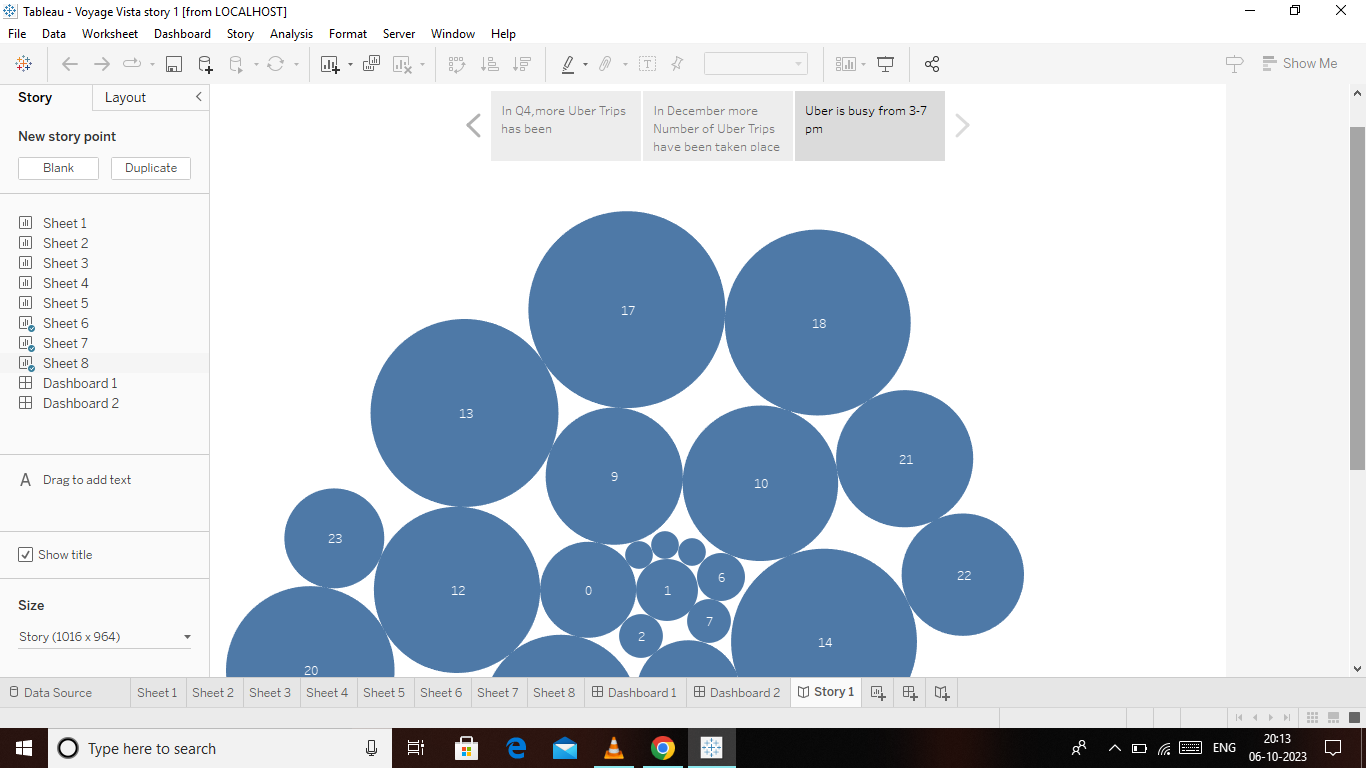 Tableau - Voyage Vista story 1 [from LOCALHOST]
File Data Worksheet Dashboard Story Analysis Format Server Window Help
Show Me
Story Layout
New story point
Blank Duplicate
Sheet 1
Sheet 2
Sheet 3
Sheet 4
Sheet 5
Sheet 6
Sheet 7
Sheet 8
Dashboard 1
Dashboard 2
A Drag to add text
Show title
Size
Story (1016 x 964)
In Q4,more Uber Trips
has been
In December more
Number of Uber Trips
have been taken place
Uber is busy from 3-7
pm
17
18
13
21
9
10
23
22
6
12
0
1
7
2
14
20
Data Source Sheet 1 Sheet 2 Sheet 3 Sheet 4 Sheet 5 Sheet 6 Sheet 7 Sheet 8 Dashboard 1 Dashboard 2 Story 1
Type here to search
ENG
20:13
06-10-2023